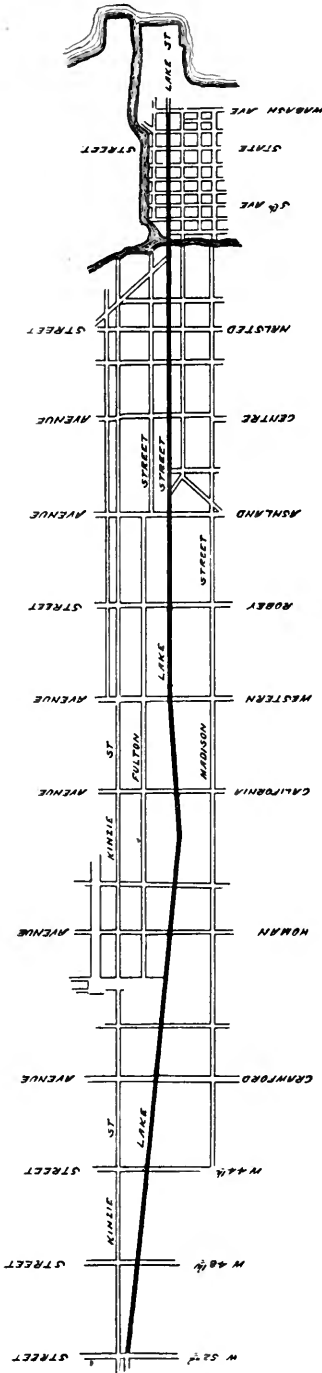 LAKE ST
WABASH AVE
STATE STREET
5th AVE
HALSTED STREET
CENTRE AVENUE
STREET
STREET
ASHLAND AVENUE
STREET
ROBEY STREET
LAKE
WESTERN AVENUE
KINZIE ST
FULTON
MADISON
CALIFORNIA AVENUE
HOMAN AVENUE
CRAWFORD AVENUE
KINZIE ST
LAKE
W 44th STREET
W 48th STREET
W 52nd STREET